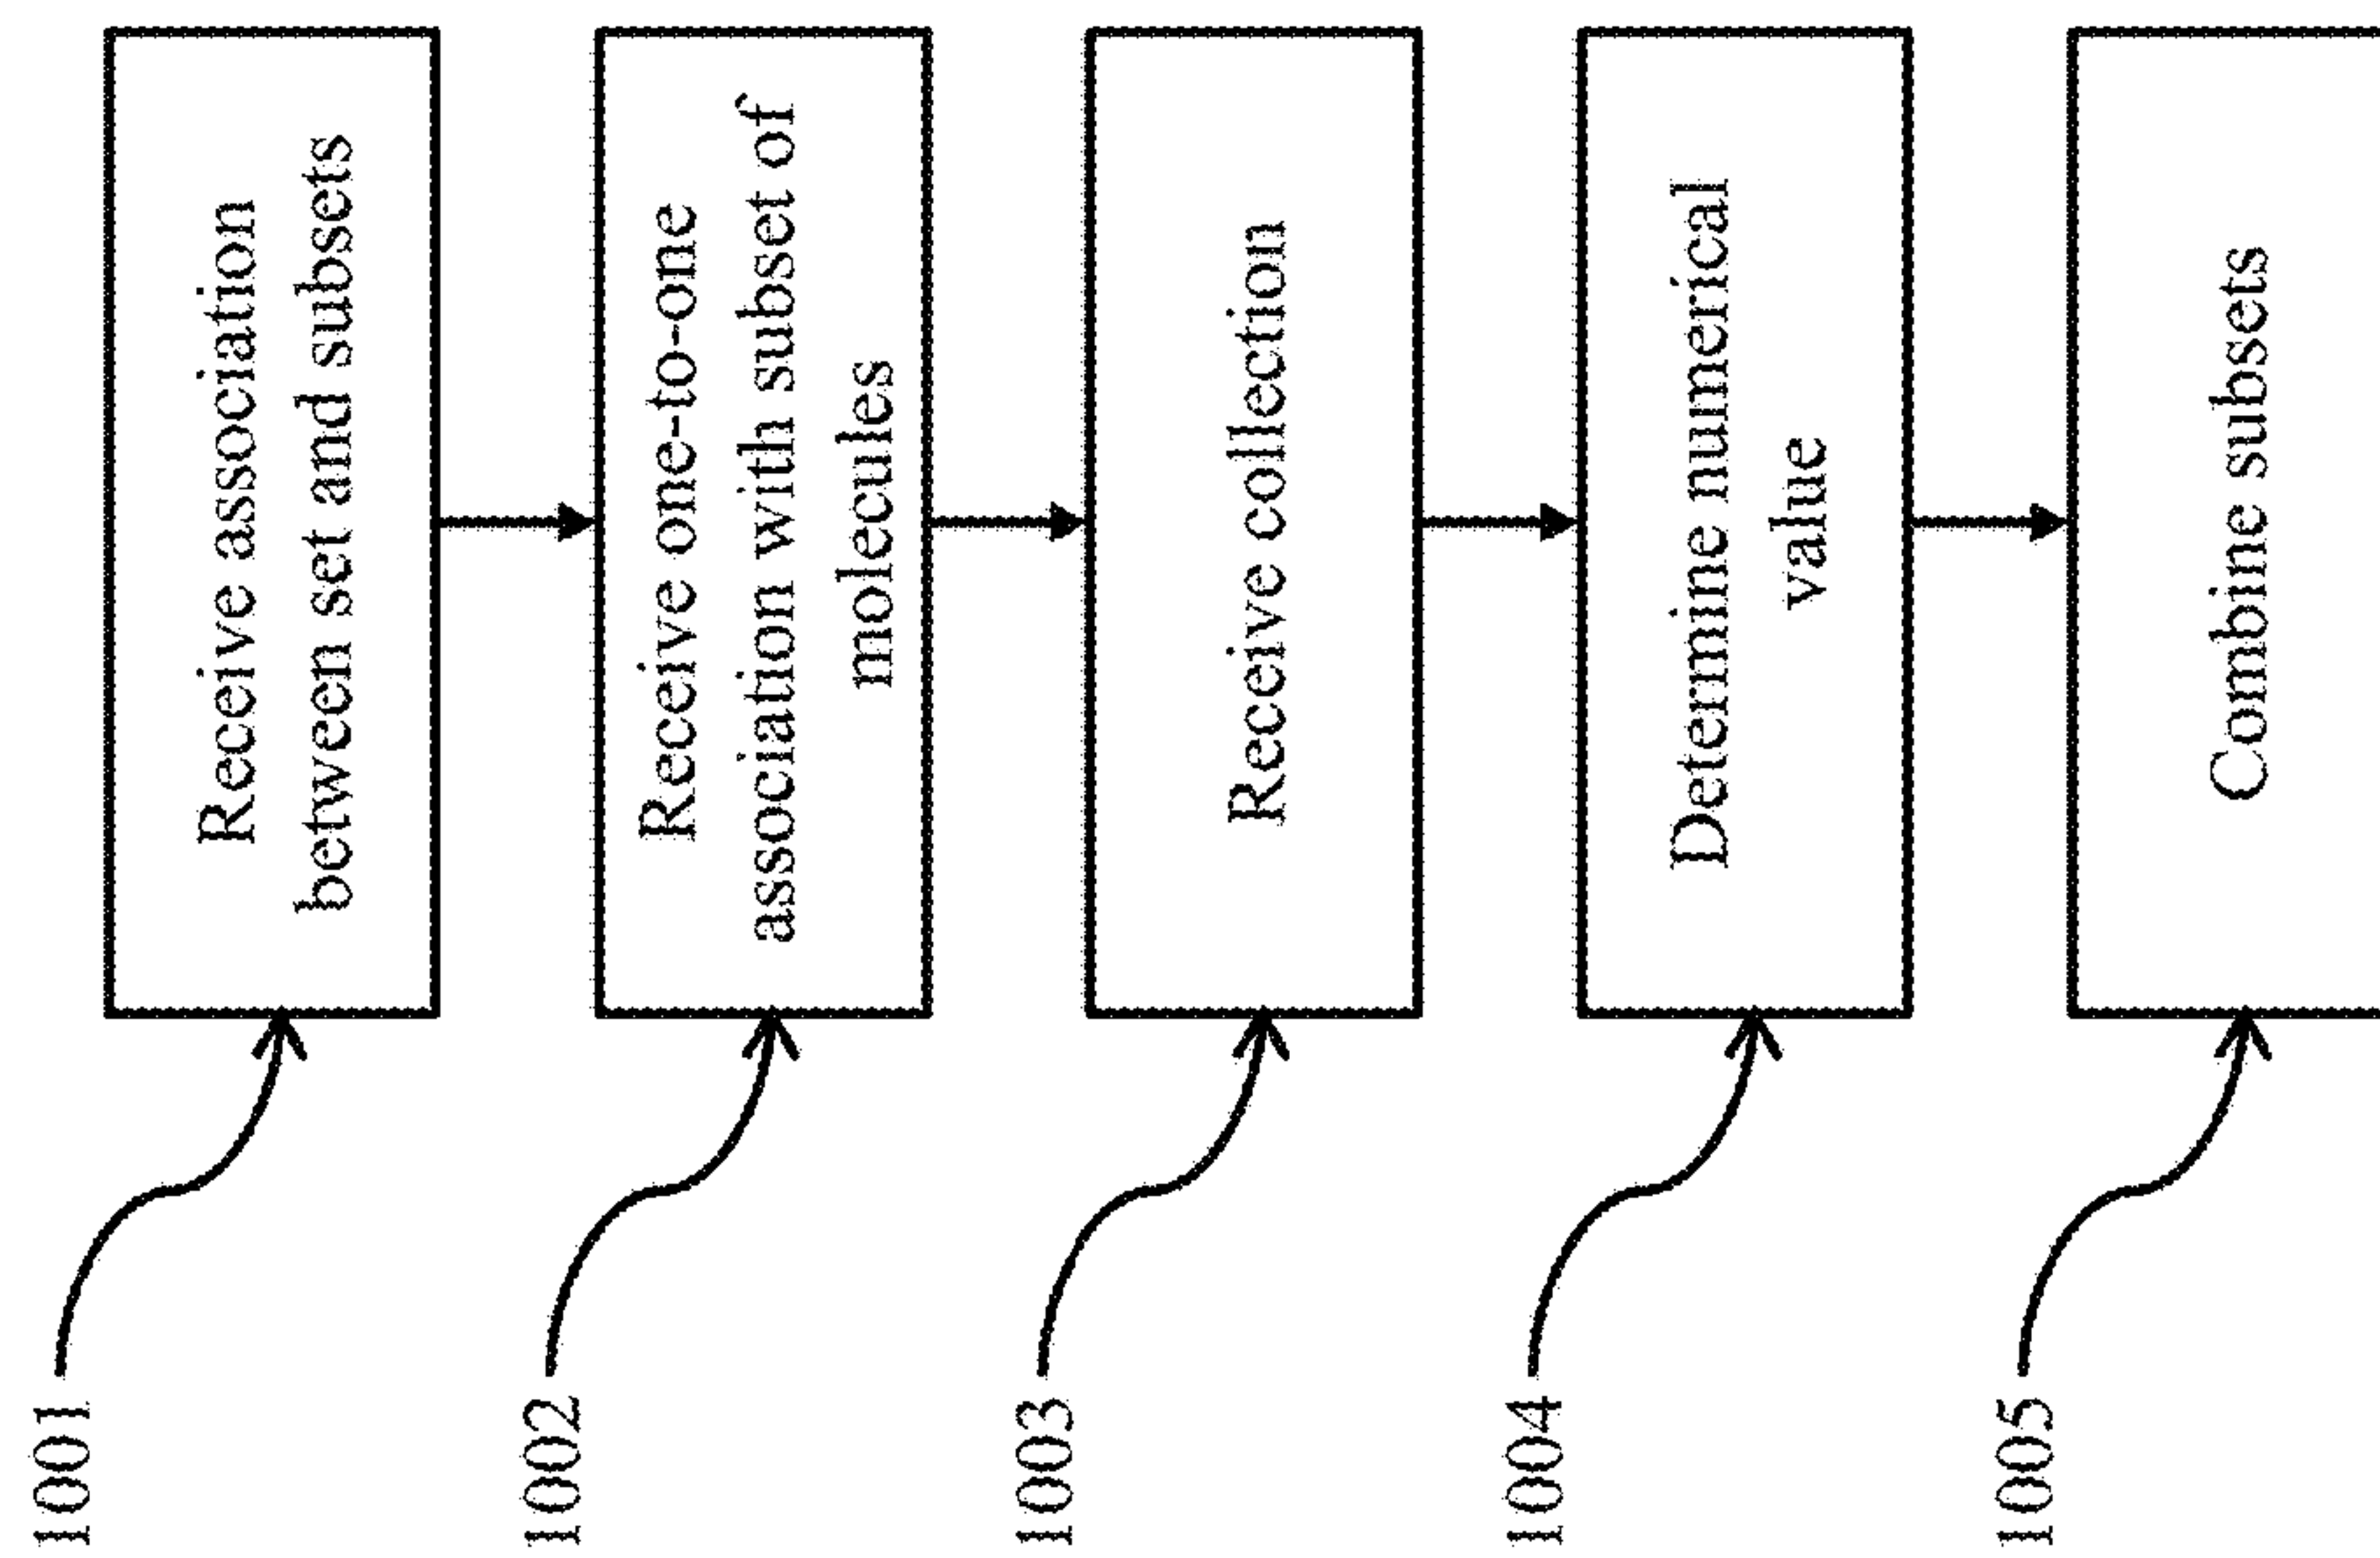 1001
Receive association
between set and subsets
1002
Receive one-to-one
association with subset of
molecules
1003
Receive collection
1004
Determine numerical
value
1005
Combine subsets